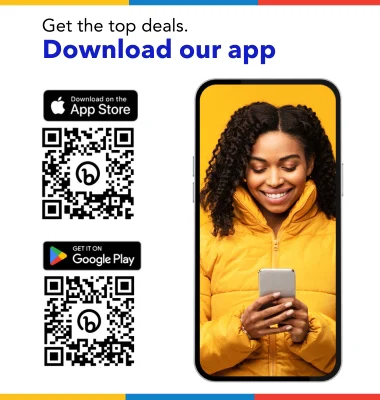 Get the top deals.
Download our app
Download on the
App Store
GET IT ON
Google Play